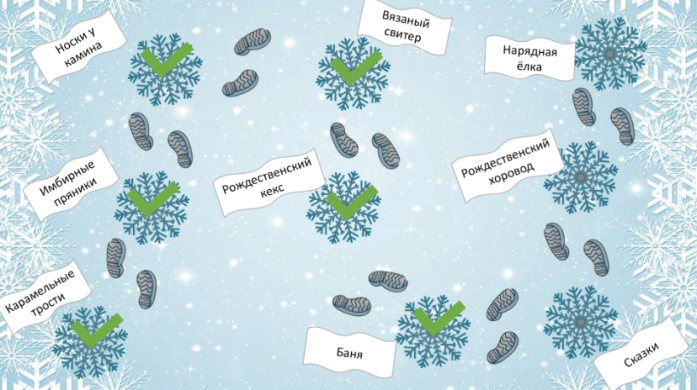 Носки у
камина
Вязаный
свитер
Нарядная
ёлка
Имбирные
пряники
Рождественский
кекс
Рождественский
хоровод
Карамельные
трости
Баня
Сказки